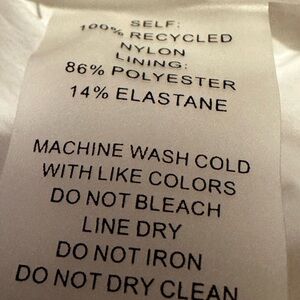 SELF:
100% RECYCLED
NYLON
LINING:
86% POLYESTER
14% ELASTANE
MACHINE WASH COLD
WITH LIKE COLORS
DO NOT BLEACH
LINE DRY
DO NOT IRON
DO NOT DRY CLEAN